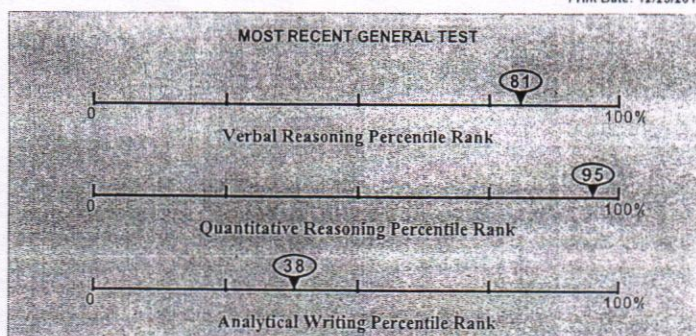 MOST RECENT GENERAL TEST
81
0 100%
Verbal Reasoning Percentile Rank
95
0 100%
Quantitative Reasoning Percentile Rank
38
0 100%
Analytical Writing Percentile Rank